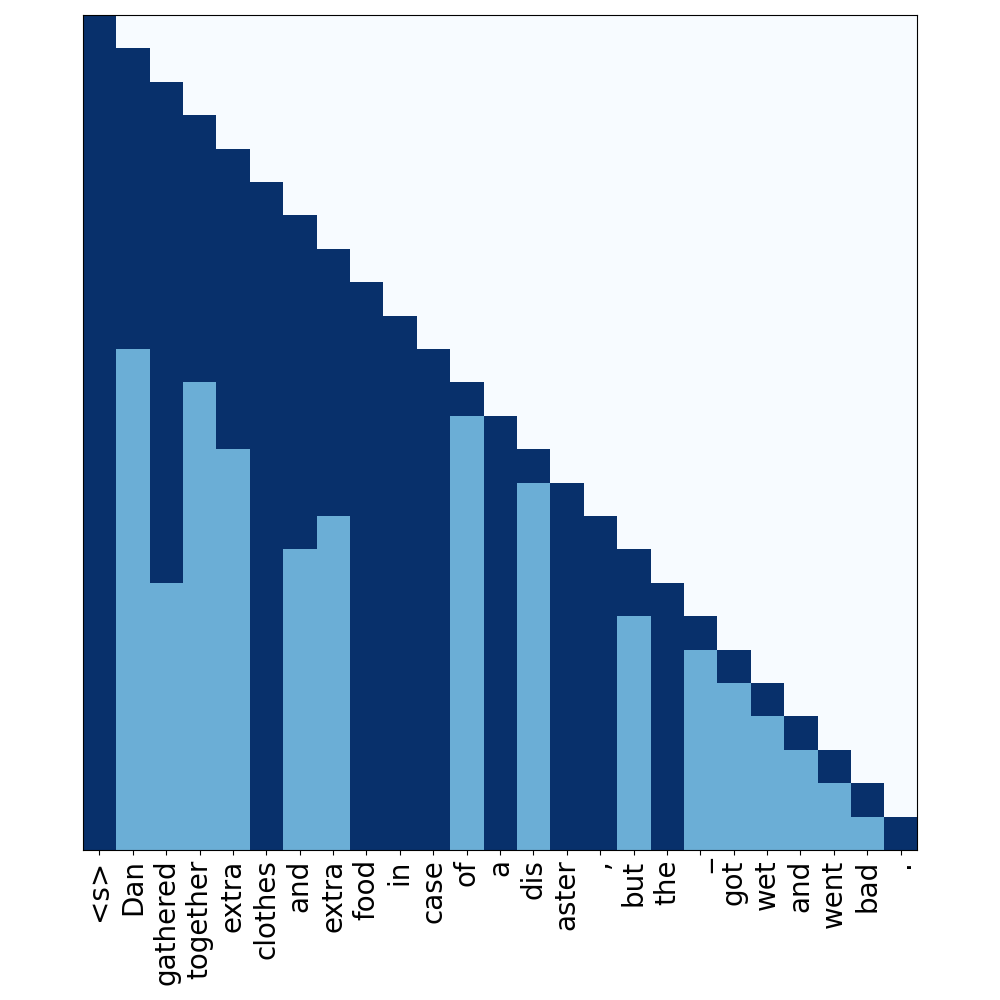 <s>
Dan
gathered
together
extra
clothes
and
extra
food
in
case
of
a
dis
aster
,
but
the
_
got
wet
and
went
bad
.